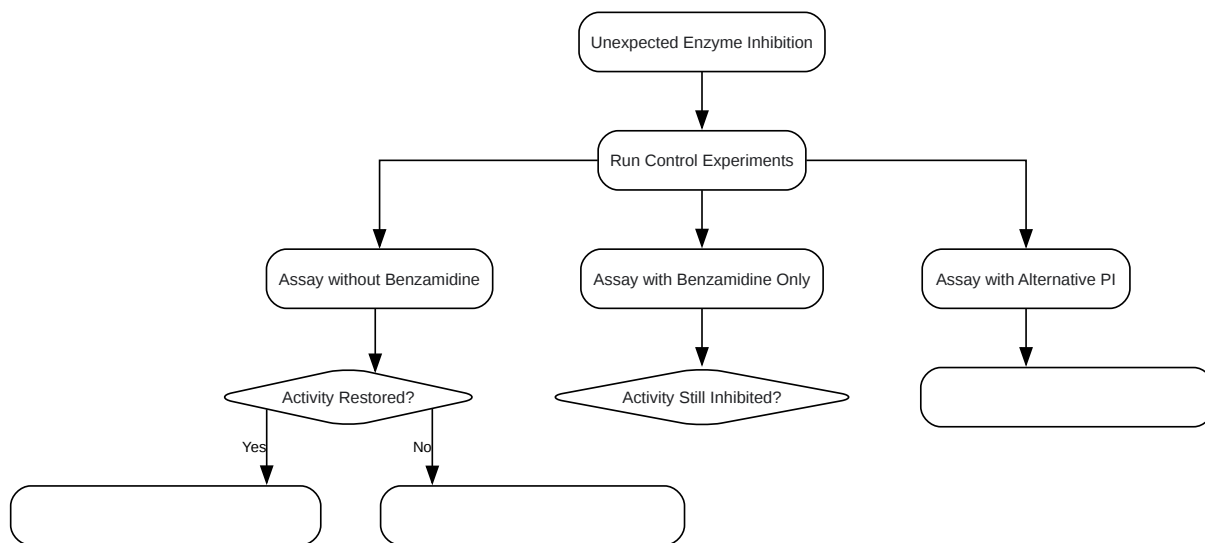 Unexpected Enzyme Inhibition
Run Control Experiments
Assay without Benzamidine
Assay with Benzamidine Only
Assay with Alternative PI
Activity Restored?
Activity Still Inhibited?
Yes
No